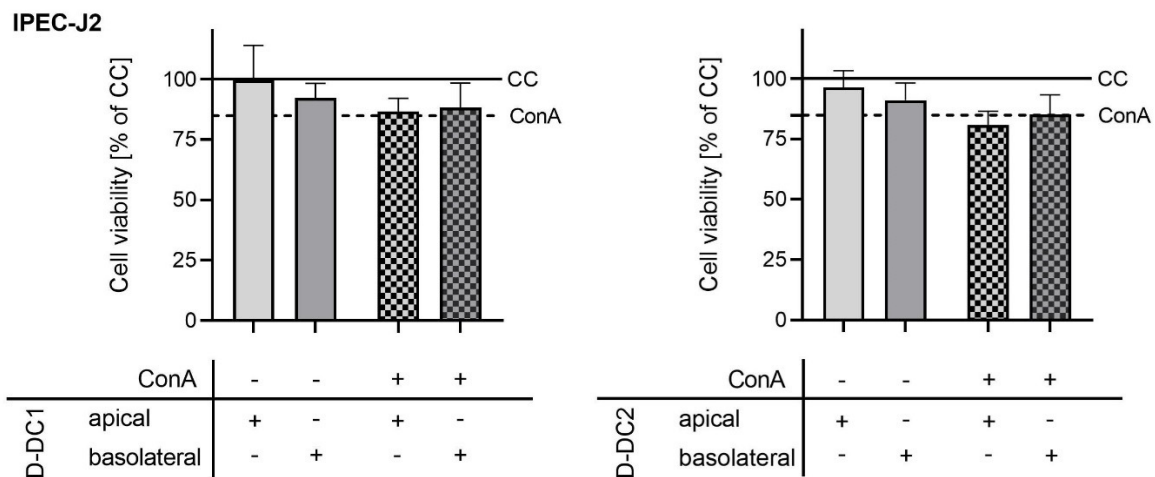 IPEC-J2
Cell viability [% of CC]
100
75
50
25
0
CC
ConA
ConA - - + +
D-DC1
apical + - + -
basolateral - + - +
Cell viability [% of CC]
100
75
50
25
0
CC
ConA
ConA - - + +
D-DC2
apical + - + -
basolateral - + - +